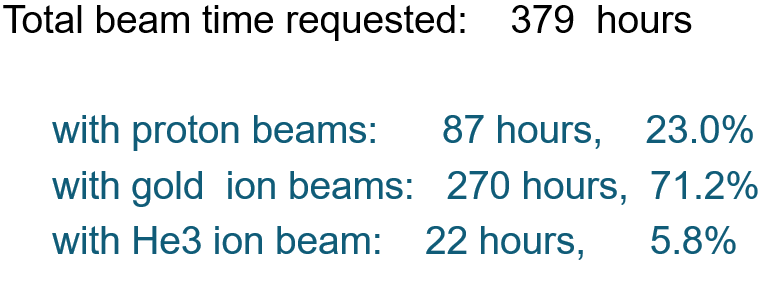 Total beam time requested: 379 hours
with proton beams: 87 hours, 23.0%
with gold ion beams: 270 hours, 71.2%
with He3 ion beam: 22 hours, 5.8%